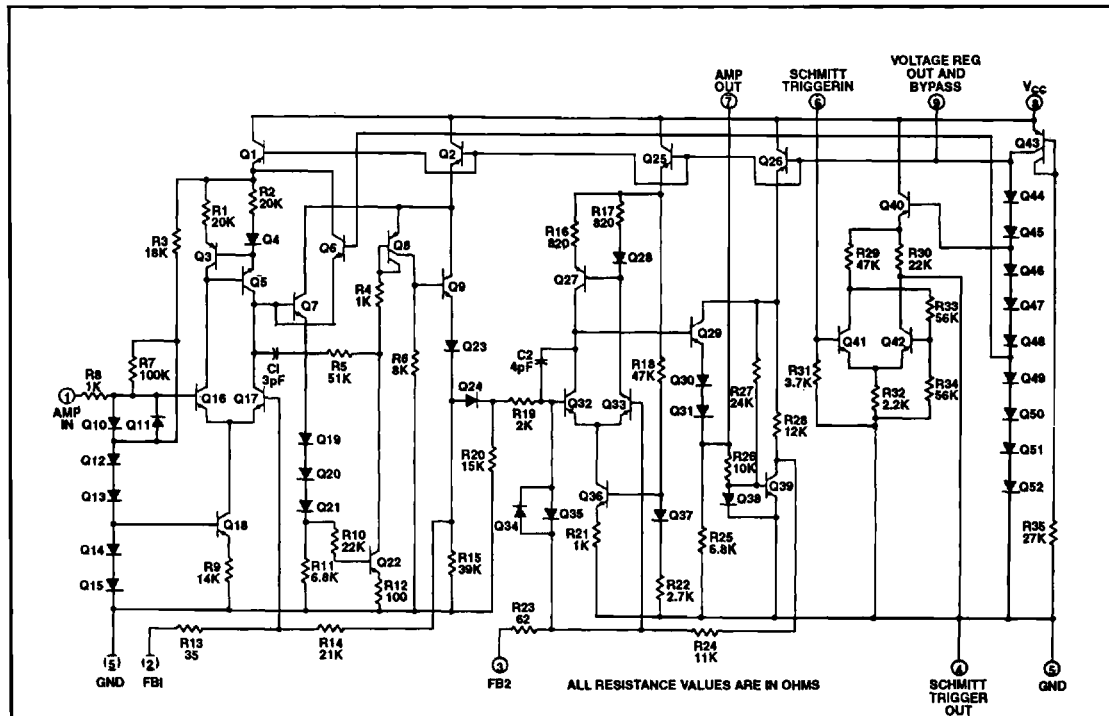 AMP OUT
⑦
SCHMITT TRIGGERIN
⑥
VOLTAGE REG OUT AND BYPASS
⑨
VCC
⑧
Q1
Q2
Q25
Q26
Q43
R1
20K
R2
20K
R3
18K
Q3
Q4
Q5
Q6
Q7
Q8
R4
1K
Q9
R16
820
R17
820
Q27
Q28
Q40
R29
47K
R30
22K
Q44
Q45
Q46
Q47
Q48
Q49
Q50
Q51
Q52
R8
1K
R7
100K
①
AMP IN
Q10
Q11
Q12
Q13
Q14
Q15
Q16
Q17
C1
3pF
R5
51K
R6
8K
Q23
Q24
C2
4pF
Q29
Q30
Q31
R18
47K
R27
24K
R28
12K
Q41
Q42
R33
56K
R34
56K
R31
3.7K
R32
2.2K
Q18
R9
14K
Q19
Q20
Q21
R10
22K
R11
6.8K
Q22
R12
100
R15
39K
R20
15K
R19
2K
Q32
Q33
Q34
Q35
Q36
R21
1K
Q37
R22
2.7K
R26
10K
Q38
Q39
R25
6.8K
R35
27K
R13
35
R14
21K
R23
62
R24
11K
⑤
GND
②
FB1
③
FB2
ALL RESISTANCE VALUES ARE IN OHMS
④
SCHMITT TRIGGER OUT
⑤
GND